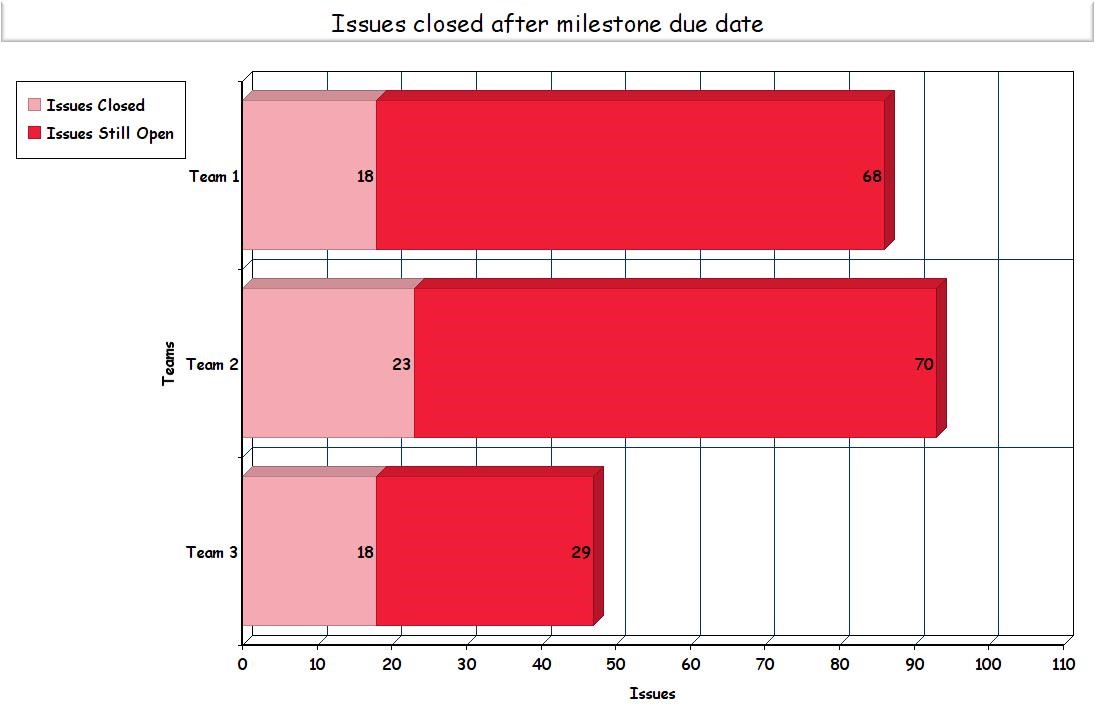 Issues closed after milestone due date
Issues Closed
Issues Still Open
Team 1
18
68
Teams
Team 2
23
70
Team 3
18
29
0 10 20 30 40 50 60 70 80 90 100 110
Issues